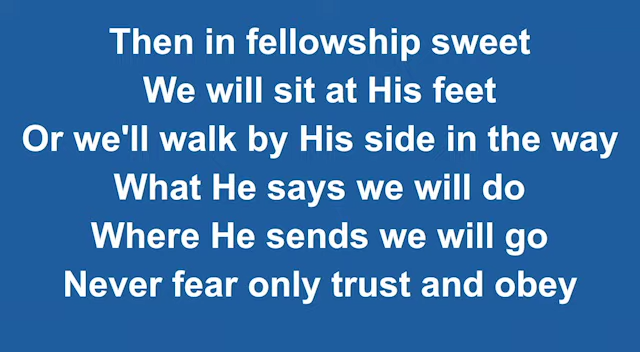 Then in fellowship sweet
We will sit at His feet
Or we'll walk by His side in the way
What He says we will do
Where He sends we will go
Never fear only trust and obey